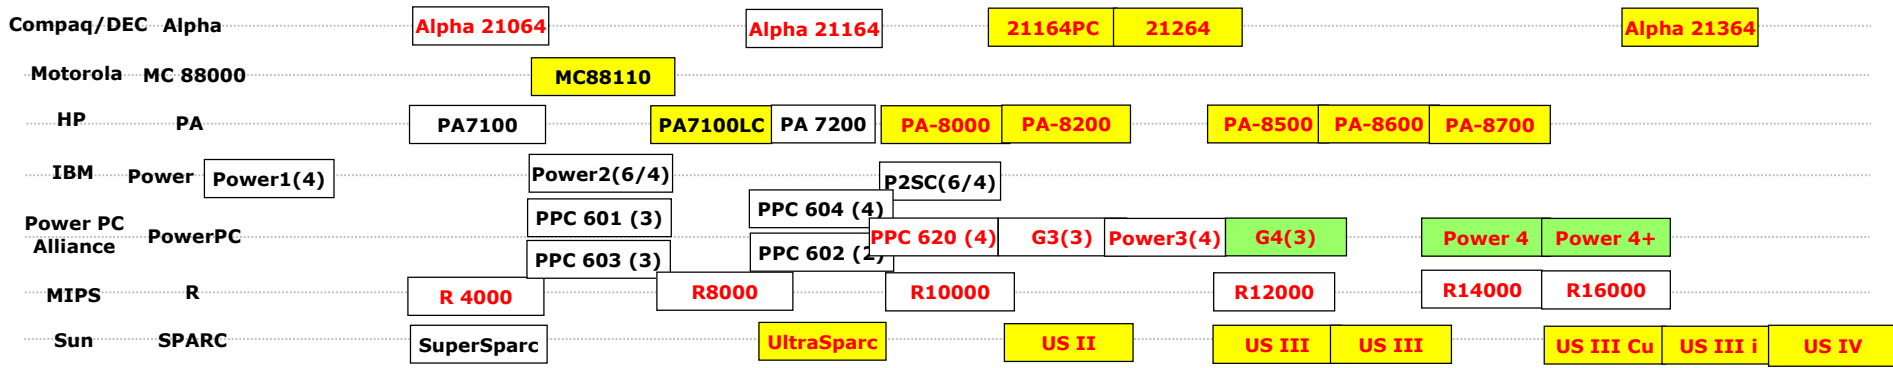 Compaq/DEC Alpha Alpha 21064 Alpha 21164 21164PC 21264 Alpha 21364
Motorola MC 88000 MC88110
HP PA PA7100 PA7100LC PA 7200 PA-8000 PA-8200 PA-8500 PA-8600 PA-8700
IBM Power Power1(4) Power2(6/4) P2SC(6/4)
PPC 601 (3) PPC 604 (4)
Power PC
Alliance PowerPC PPC 620 (4) G3(3) Power3(4) G4(3) Power 4 Power 4+
PPC 603 (3) PPC 602 (2)
MIPS R R 4000 R8000 R10000 R12000 R14000 R16000
Sun SPARC SuperSparc UltraSparc US II US III US III US III Cu US III i US IV